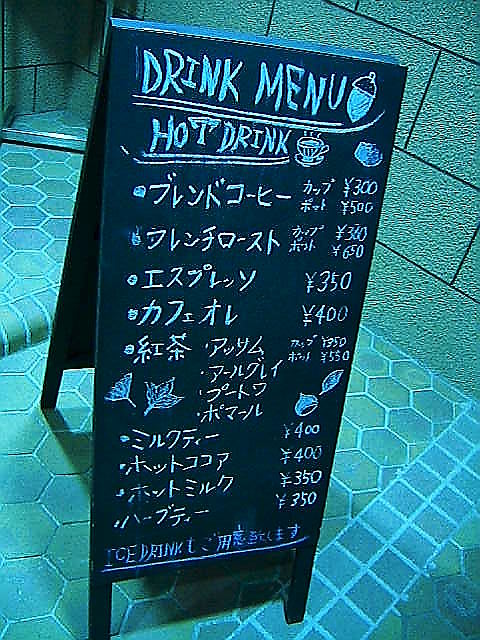 DRINK MENU
HOT DRINK
ブレンドコーヒー カップ ¥300
ポット ¥500
フレンチロースト カップ ¥380
ポット ¥650
エスプレッソ ¥350
カフェオレ ¥400
紅茶 ・アッサム カップ ¥350
ポット ¥550
・アールグレイ
・プートワ
・ポマール
・ミルクティー ¥400
・ホットココア ¥400
・ホットミルク ¥350
・ハーブティー ¥350
ICE DRINKもご用意致します